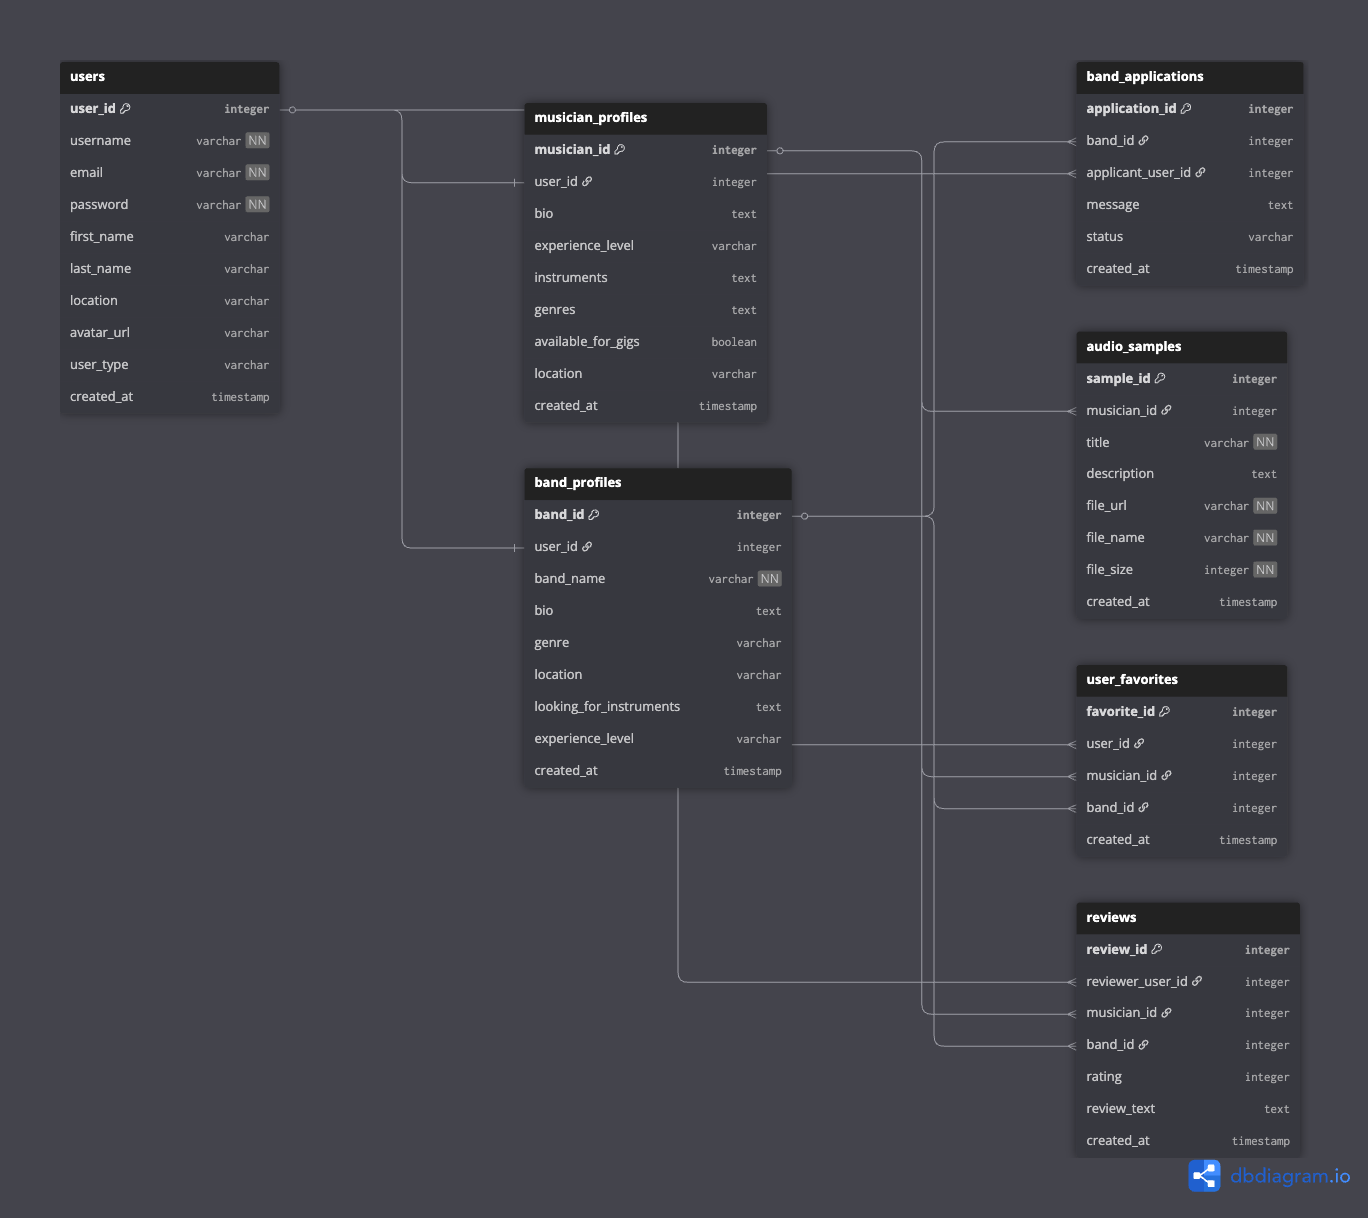 users
user_id integer
username varchar NN
email varchar NN
password varchar NN
first_name varchar
last_name varchar
location varchar
avatar_url varchar
user_type varchar
created_at timestamp
musician_profiles
musician_id integer
user_id integer
bio text
experience_level varchar
instruments text
genres text
available_for_gigs boolean
location varchar
created_at timestamp
band_profiles
band_id integer
user_id integer
band_name varchar NN
bio text
genre varchar
location varchar
looking_for_instruments text
experience_level varchar
created_at timestamp
band_applications
application_id integer
band_id integer
applicant_user_id integer
message text
status varchar
created_at timestamp
audio_samples
sample_id integer
musician_id integer
title varchar NN
description text
file_url varchar NN
file_name varchar NN
file_size integer NN
created_at timestamp
user_favorites
favorite_id integer
user_id integer
musician_id integer
band_id integer
created_at timestamp
reviews
review_id integer
reviewer_user_id integer
musician_id integer
band_id integer
rating integer
review_text text
created_at timestamp
dbdiagram.io